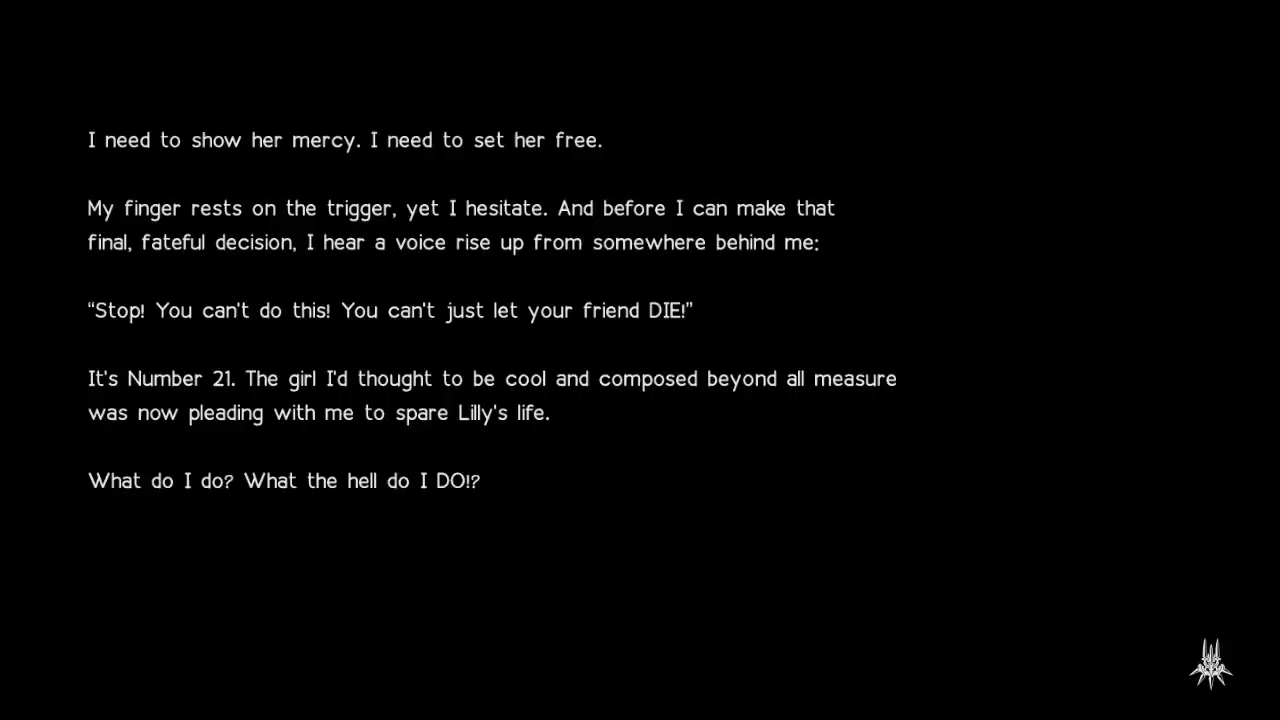 I need to show her mercy. I need to set her free.
My finger rests on the trigger, yet I hesitate. And before I can make that
final, fateful decision, I hear a voice rise up from somewhere behind me:
“Stop! You can't do this! You can't just let your friend DIE!”
It's Number 21. The girl I'd thought to be cool and composed beyond all measure
was now pleading with me to spare Lilly's life.
What do I do? What the hell do I DO!?